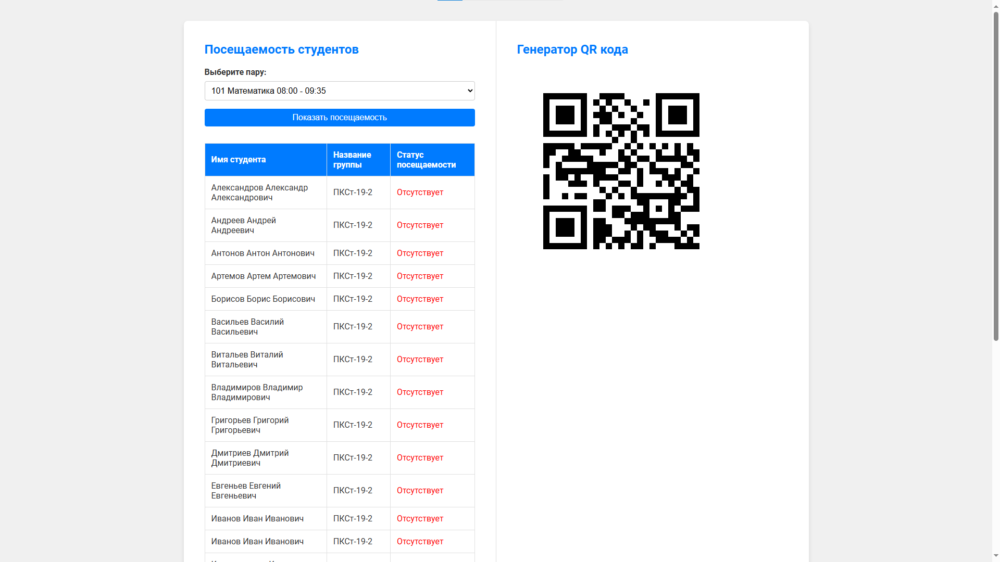 Посещаемость студентов
Выберите пару:
101 Математика 08:00 - 09:35
Показать посещаемость
Имя студента
Название
группы
Статус
посещаемости
Александров Александр
Александрович
ПКСт-19-2
Отсутствует
Андреев Андрей
Андреевич
ПКСт-19-2
Отсутствует
Антонов Антон Антонович
ПКСт-19-2
Отсутствует
Артемов Артем Артемович
ПКСт-19-2
Отсутствует
Борисов Борис Борисович
ПКСт-19-2
Отсутствует
Васильев Василий
Васильевич
ПКСт-19-2
Отсутствует
Витальев Виталий
Витальевич
ПКСт-19-2
Отсутствует
Владимиров Владимир
Владимирович
ПКСт-19-2
Отсутствует
Григорьев Григорий
Григорьевич
ПКСт-19-2
Отсутствует
Дмитриев Дмитрий
Дмитриевич
ПКСт-19-2
Отсутствует
Евгеньев Евгений
Евгеньевич
ПКСт-19-2
Отсутствует
Иванов Иван Иванович
ПКСт-19-2
Отсутствует
Иванов Иван Иванович
ПКСт-19-2
Отсутствует
Генератор QR кода